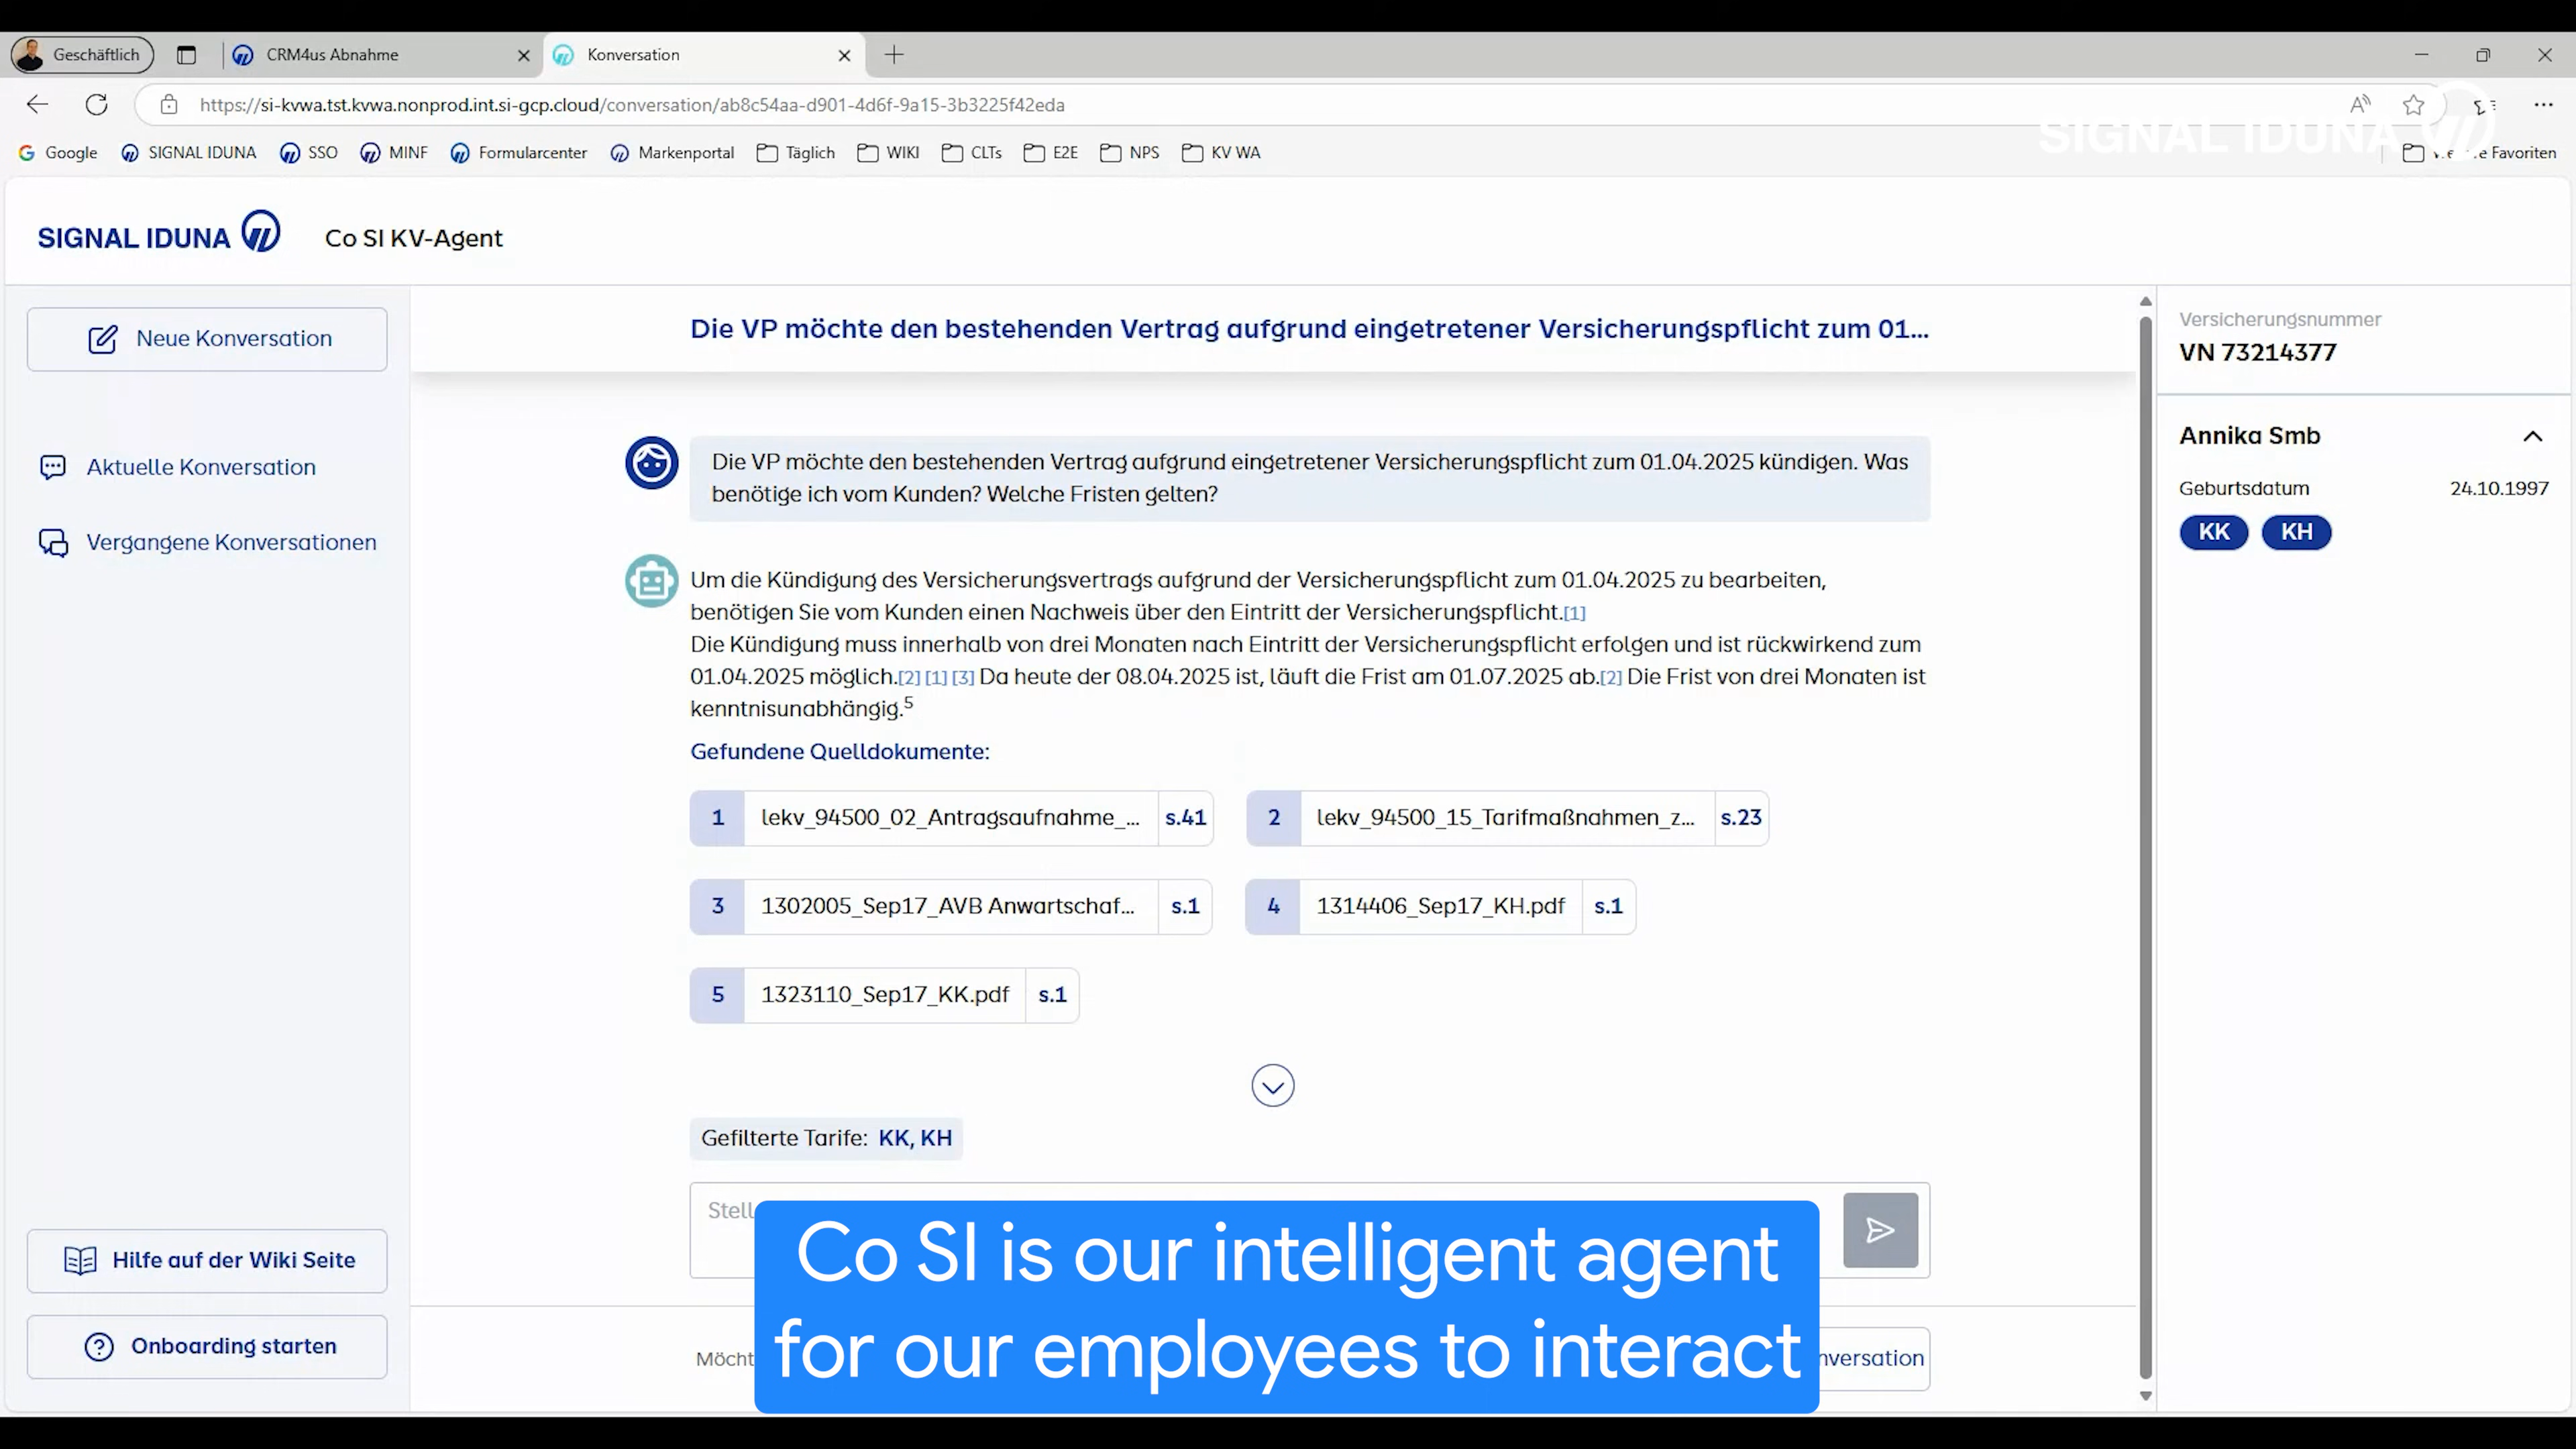 Geschäftlich
CRM4us Abnahme
Konversation
https://si-kvwa.tst.kvwa.nonprod.int.si-gcp.cloud/conversation/ab8c54aa-d901-4d6f-9a15-3b3225f42eda
SIGNAL IDUNA
Google
SIGNAL IDUNA
SSO
MINF
Formularcenter
Markenportal
Täglich
WIKI
CLTs
E2E
NPS
KV WA
Favoriten
SIGNAL IDUNA
Co SI KV-Agent
Neue Konversation
Aktuelle Konversation
Vergangene Konversationen
Hilfe auf der Wiki Seite
Onboarding starten
Die VP möchte den bestehenden Vertrag aufgrund eingetretener Versicherungspflicht zum 01...
Die VP möchte den bestehenden Vertrag aufgrund eingetretener Versicherungspflicht zum 01.04.2025 kündigen. Was
benötige ich vom Kunden? Welche Fristen gelten?
Um die Kündigung des Versicherungsvertrags aufgrund der Versicherungspflicht zum 01.04.2025 zu bearbeiten,
benötigen Sie vom Kunden einen Nachweis über den Eintritt der Versicherungspflicht.[1]
Die Kündigung muss innerhalb von drei Monaten nach Eintritt der Versicherungspflicht erfolgen und ist rückwirkend zum
01.04.2025 möglich.[2] [1] [3] Da heute der 08.04.2025 ist, läuft die Frist am 01.07.2025 ab.[2] Die Frist von drei Monaten ist
kenntnisunabhängig.⁵
Gefundene Quelldokumente:
1 lekv_94500_02_Antragsaufnahme_... s.41
2 lekv_94500_15_Tarifmaßnahmen_z... s.23
3 1302005_Sep17_AVB Anwartschaf... s.1
4 1314406_Sep17_KH.pdf s.1
5 1323110_Sep17_KK.pdf s.1
Gefilterte Tarife: KK, KH
Stell
Co SI is our intelligent agent
for our employees to interact
Möcht
nversation
Versicherungsnummer
VN 73214377
Annika Smb
Geburtsdatum 24.10.1997
KK KH